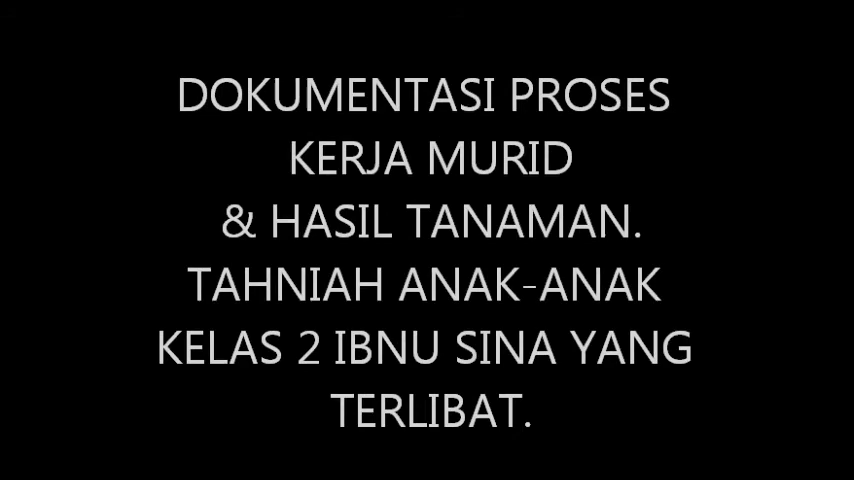 DOKUMENTASI PROSES
KERJA MURID
& HASIL TANAMAN.
TAHNIAH ANAK-ANAK
KELAS 2 IBNU SINA YANG
TERLIBAT.